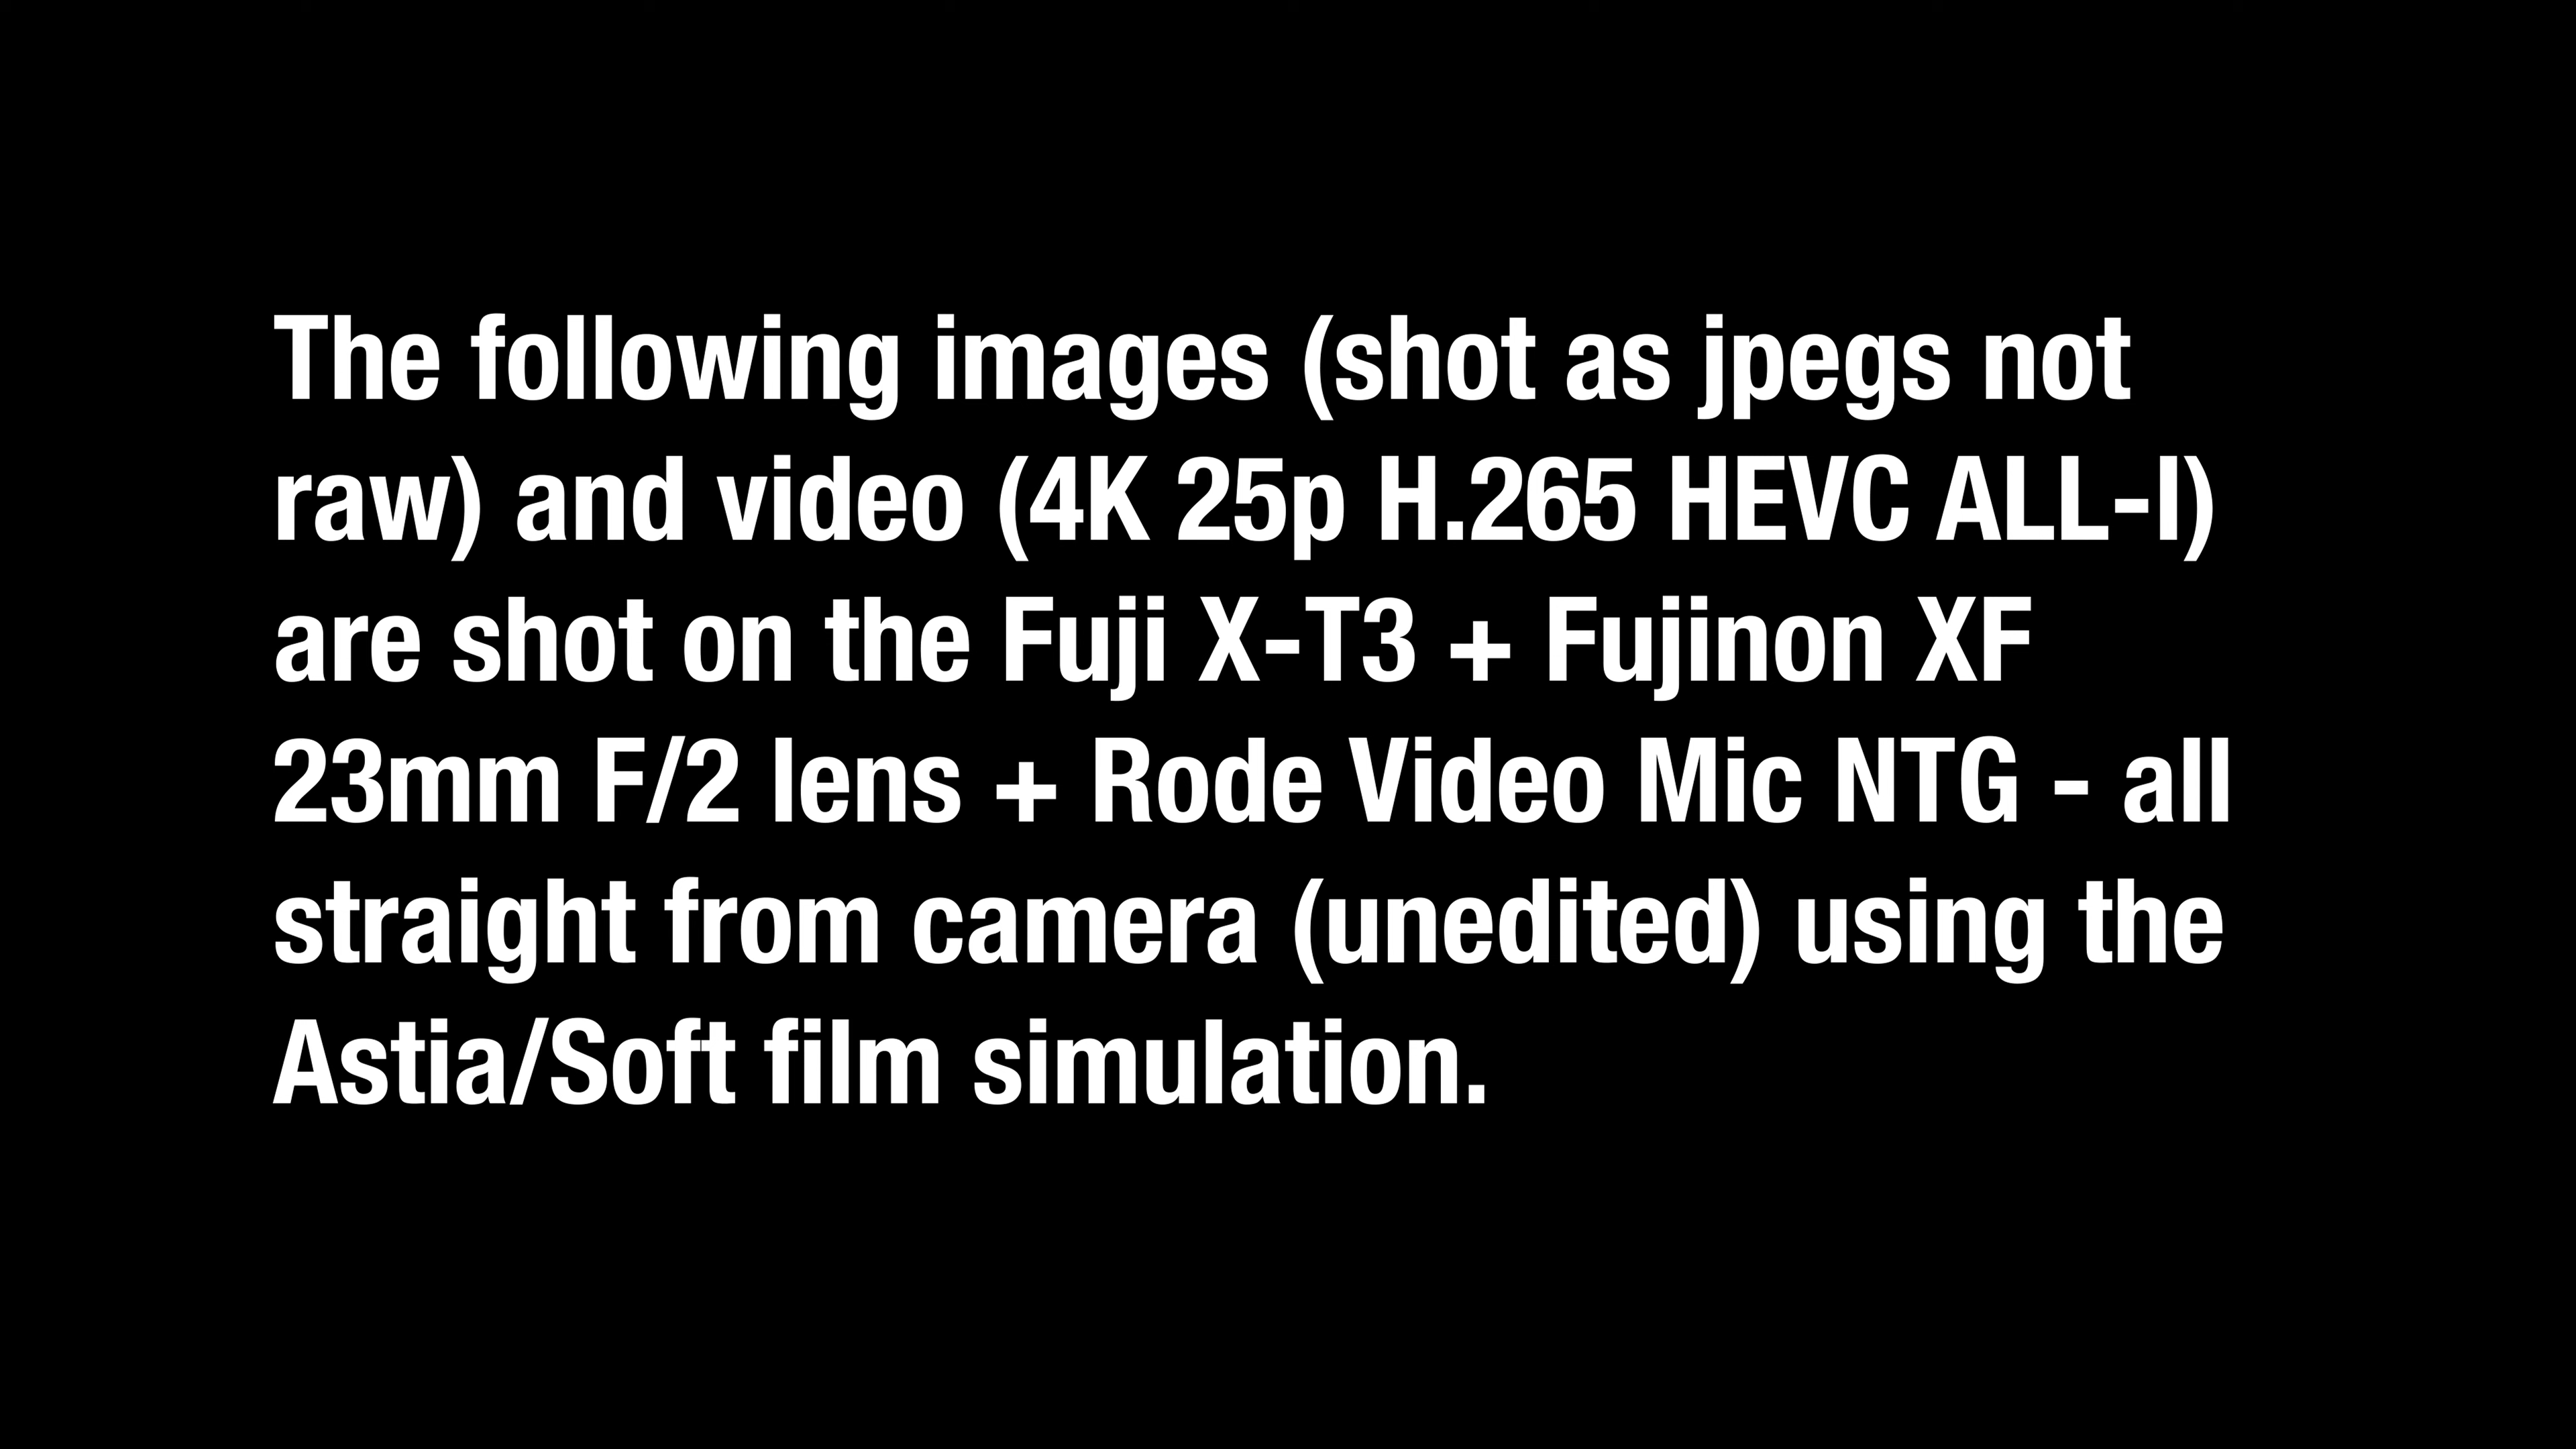 The following images (shot as jpegs not
raw) and video (4K 25p H.265 HEVC ALL-I)
are shot on the Fuji X-T3 + Fujinon XF
23mm F/2 lens + Rode Video Mic NTG - all
straight from camera (unedited) using the
Astia/Soft film simulation.